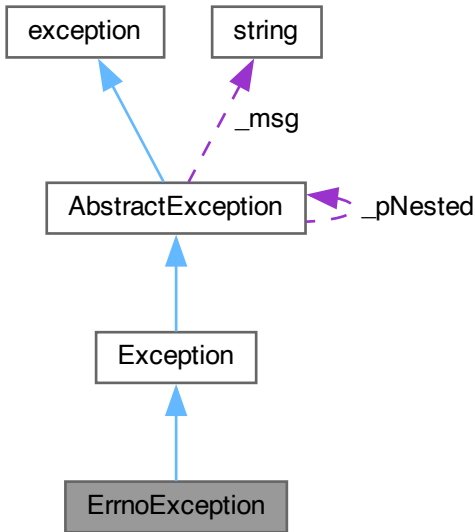 exception
string
_msg
AbstractException
_pNested
Exception
ErrnoException